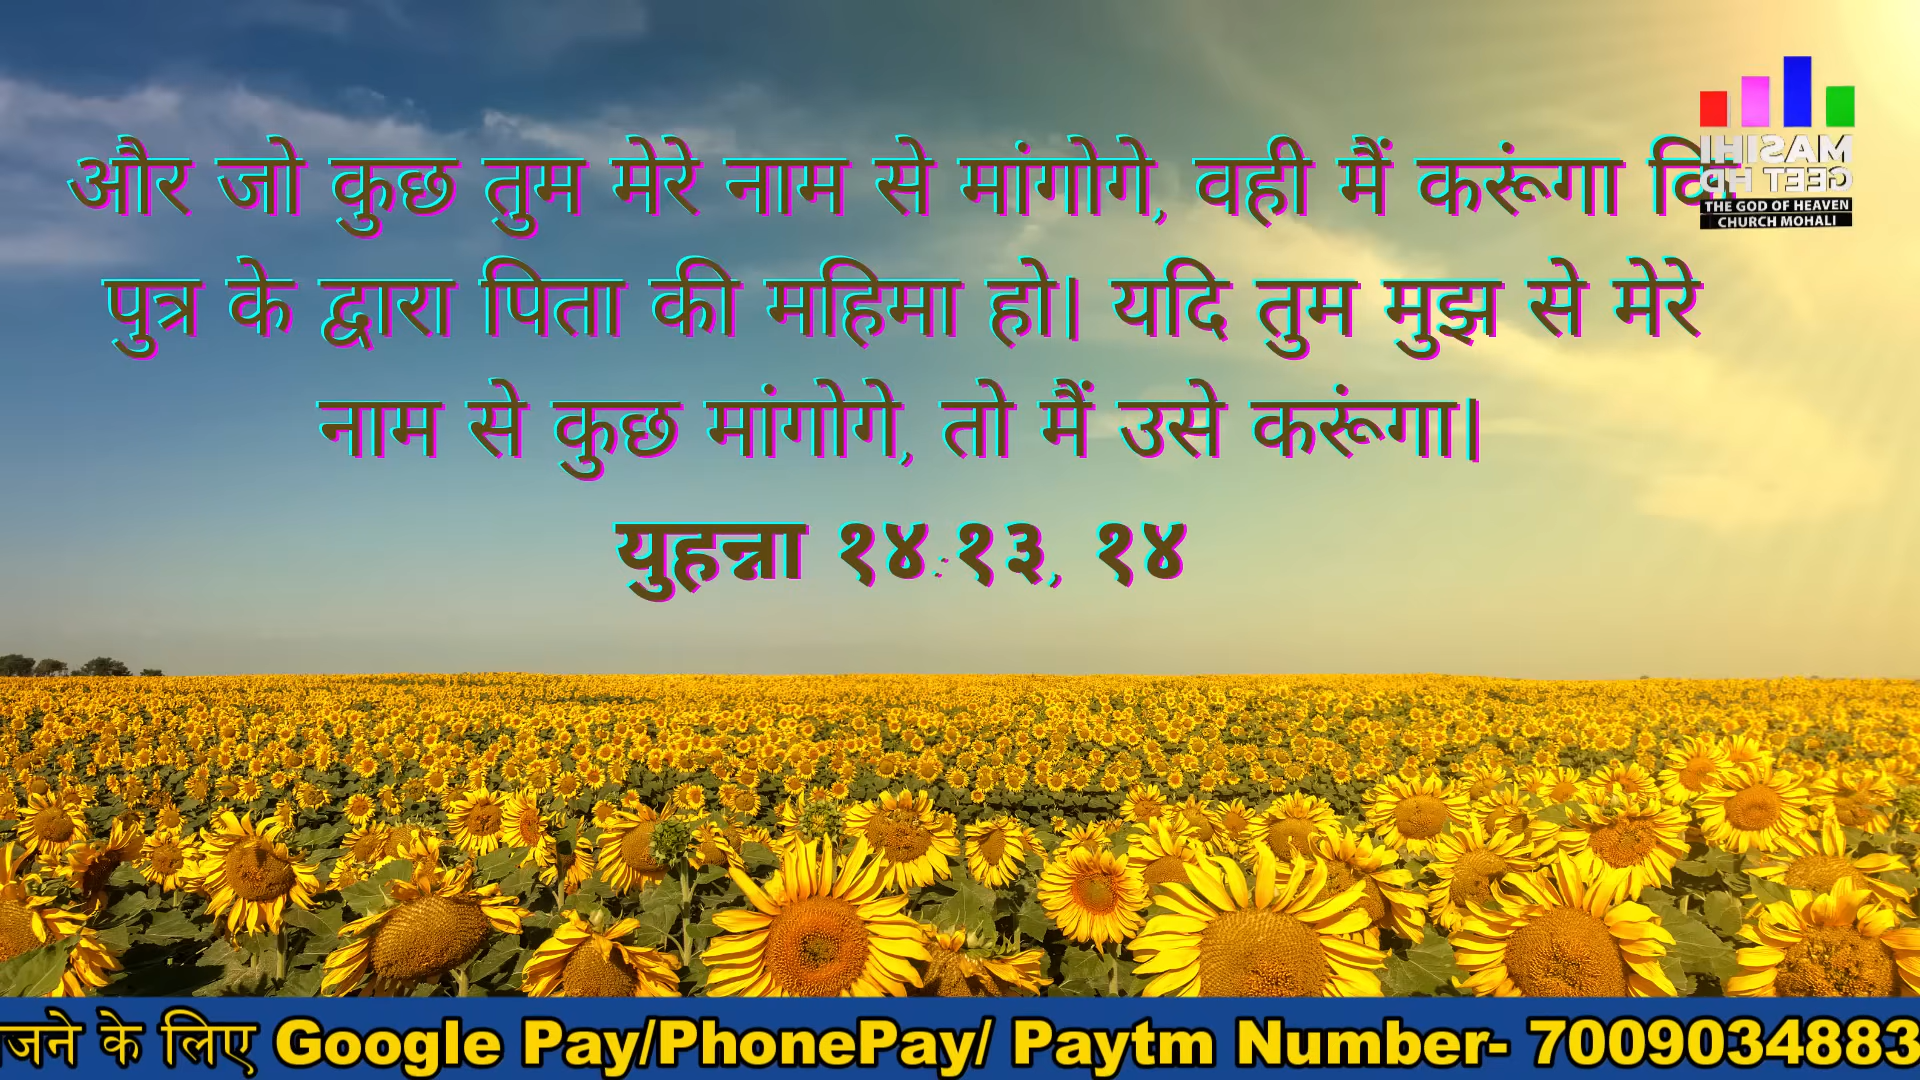 और जो कुछ तुम मेरे नाम से मांगोगे, वही मैं करूंगा
पुत्र के द्वारा पिता की महिमा हो| यदि तुम मुझ से मेरे
नाम से कुछ मांगोगे, तो मैं उसे करूंगा|
युहन्ना १४:१३, १४
MASIHI
GEET HD
THE GOD OF HEAVEN
CHURCH MOHALI
के लिए Google Pay/PhonePay/ Paytm Number- 7009034883